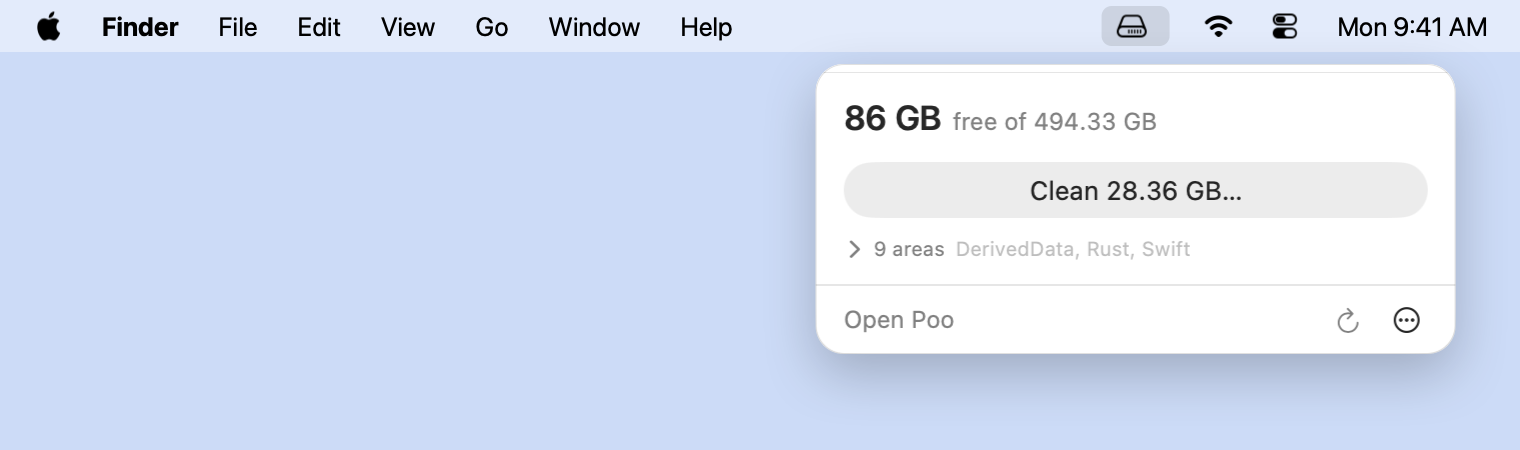 Finder File Edit View Go Window Help Mon 9:41 AM
86 GB free of 494.33 GB
Clean 28.36 GB...
9 areas DerivedData, Rust, Swift
Open Poo